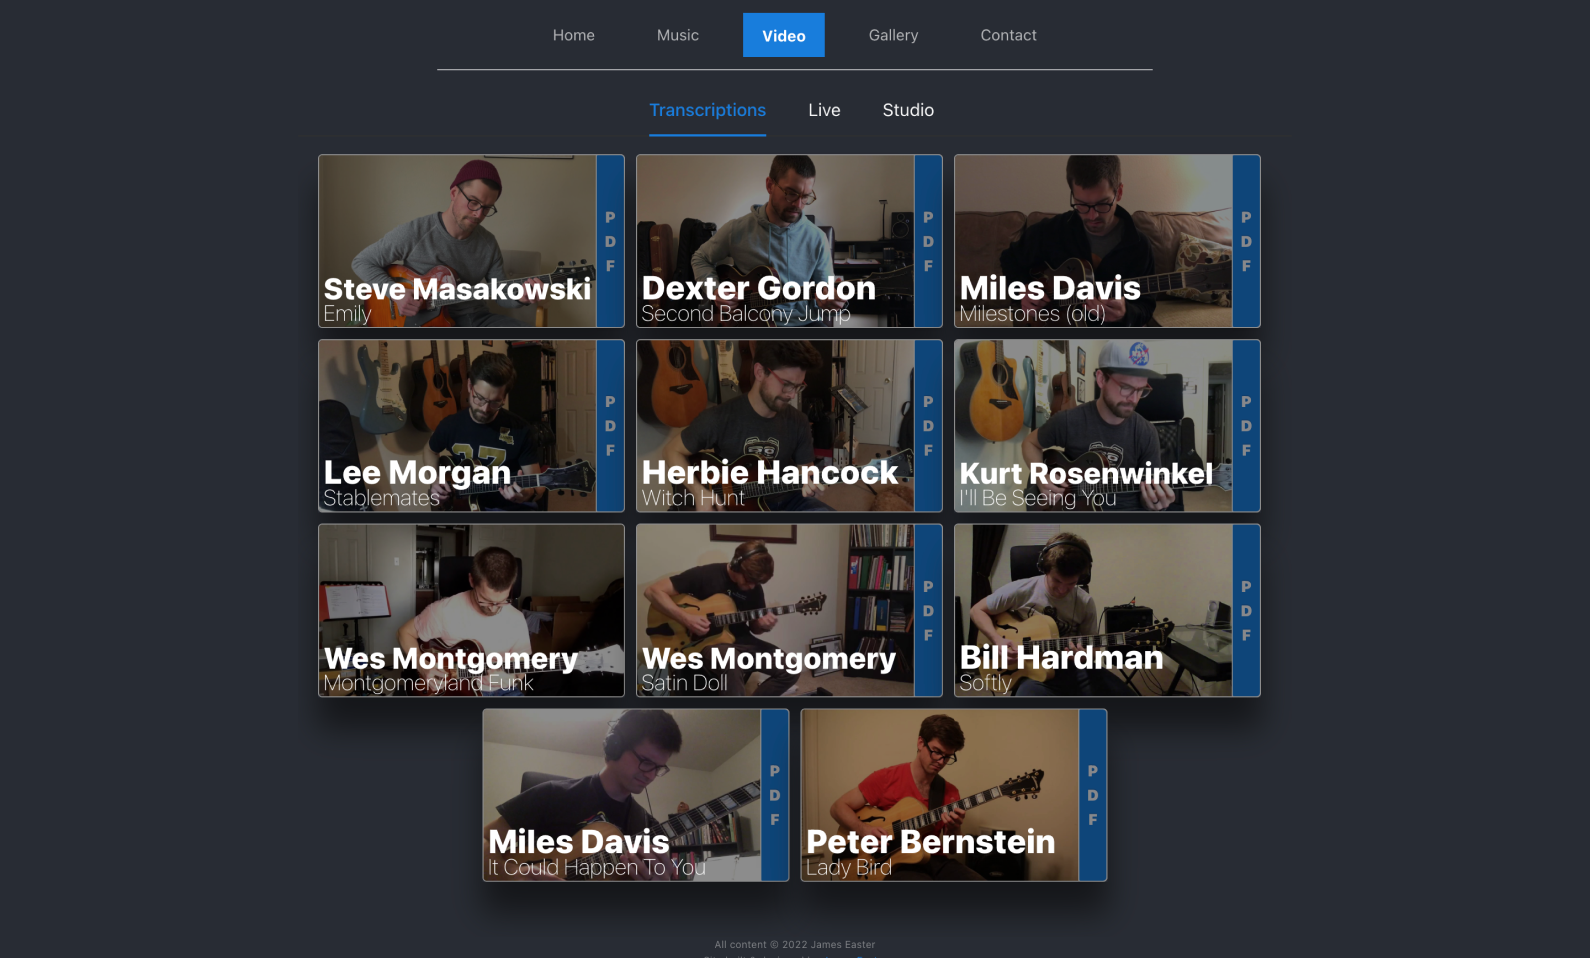 Home
Music
Video
Gallery
Contact
Transcriptions
Live
Studio
Steve Masakowski
Emily
PDF
Dexter Gordon
Second Balcony Jump
PDF
Miles Davis
Milestones (old)
PDF
Lee Morgan
Stablemates
PDF
Herbie Hancock
Witch Hunt
PDF
Kurt Rosenwinkel
I'll Be Seeing You
PDF
Wes Montgomery
Montgomeryland Funk
Wes Montgomery
Satin Doll
PDF
Bill Hardman
Softly
PDF
Miles Davis
It Could Happen To You
PDF
Peter Bernstein
Lady Bird
PDF
All content © 2022 James Easter